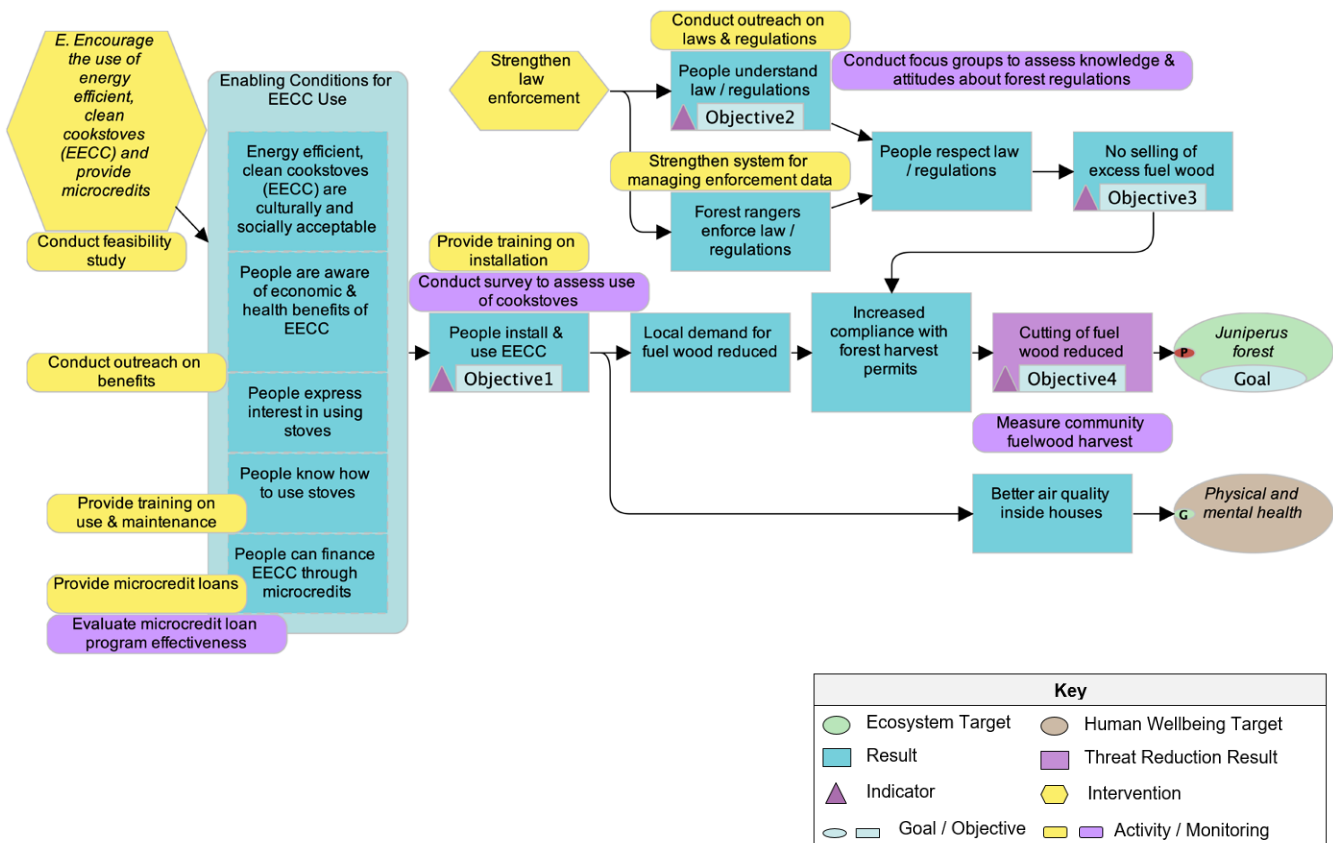 E. Encourage
the use of
energy
efficient,
clean
cookstoves
(EECC) and
provide
microcredits
Conduct feasibility
study
Conduct outreach on
benefits
Provide training on
use & maintenance
Provide microcredit loans
Evaluate microcredit loan
program effectiveness
Enabling Conditions for
EECC Use
Energy efficient,
clean cookstoves
(EECC) are
culturally and
socially acceptable
People are aware
of economic &
health benefits of
EECC
People express
interest in using
stoves
People know how
to use stoves
People can finance
EECC through
microcredits
Strengthen
law
enforcement
Conduct outreach on
laws & regulations
People understand
law / regulations
Objective2
Conduct focus groups to assess knowledge &
attitudes about forest regulations
Strengthen system for
managing enforcement data
Forest rangers
enforce law /
regulations
People respect law
/ regulations
No selling of
excess fuel wood
Objective3
Provide training on
installation
Conduct survey to assess use
of cookstoves
People install &
use EECC
Objective1
Local demand for
fuel wood reduced
Increased
compliance with
forest harvest
permits
Cutting of fuel
wood reduced
Objective4
Measure community
fuelwood harvest
P
Juniperus
forest
Goal
Better air quality
inside houses
G
Physical and
mental health
Key
Ecosystem Target
Human Wellbeing Target
Result
Threat Reduction Result
Indicator
Intervention
Goal / Objective
Activity / Monitoring